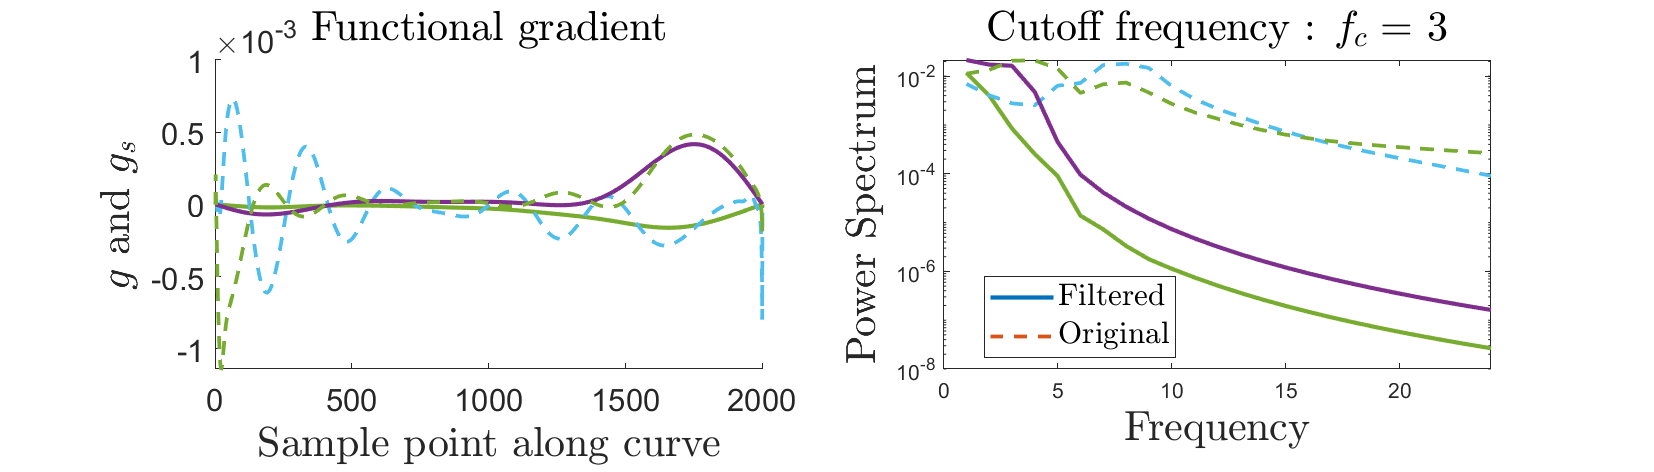 ×10-3 Functional gradient
1
0.5
0
-0.5
-1
g and gs
0 500 1000 1500 2000
Sample point along curve
Cutoff frequency : fc = 3
10-2
10-4
10-6
10-8
Power Spectrum
Filtered
Original
0 5 10 15 20
Frequency